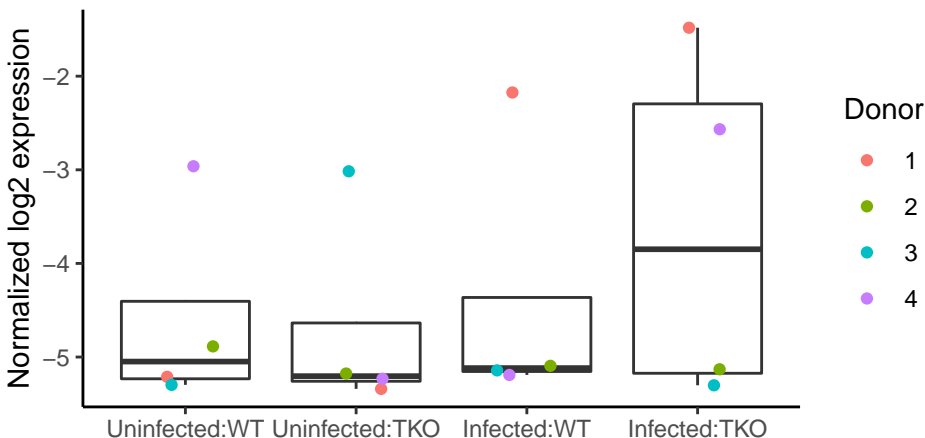 Normalized log2 expression
−2
−3
−4
−5
Uninfected:WT
Uninfected:TKO
Infected:WT
Infected:TKO
Donor
1
2
3
4